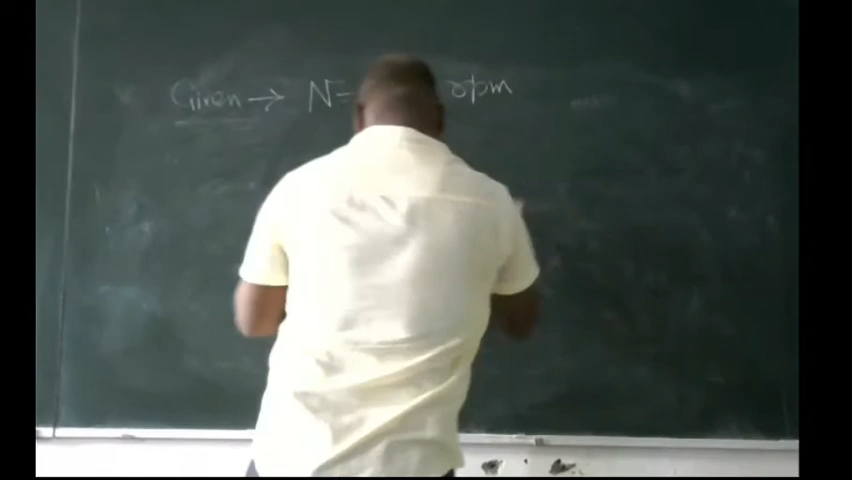 Given → N= rpm